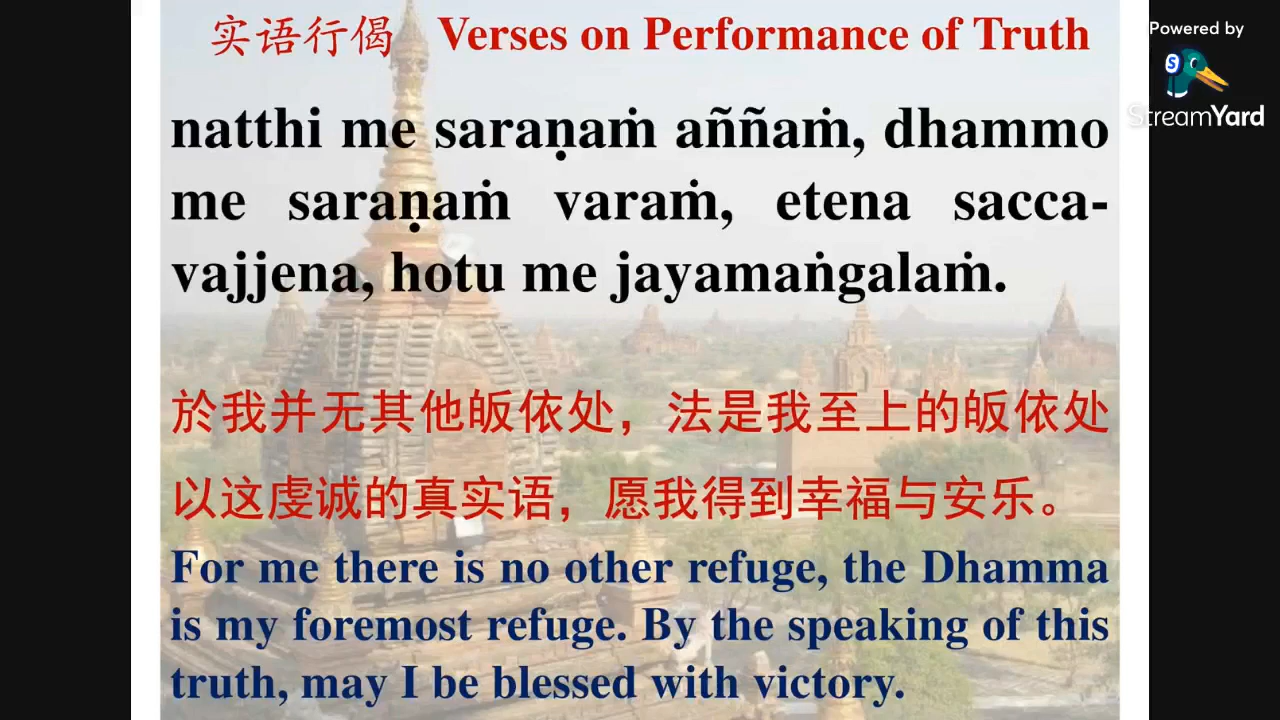 实语行偈 Verses on Performance of Truth
Powered by
S
StreamYard
natthi me saraṇaṁ aññaṁ, dhammo
me saraṇaṁ varaṁ, etena sacca-
vajjena, hotu me jayamaṅgalaṁ.
於我并无其他皈依处，法是我至上的皈依处
以这虔诚的真实语，愿我得到幸福与安乐。
For me there is no other refuge, the Dhamma
is my foremost refuge. By the speaking of this
truth, may I be blessed with victory.